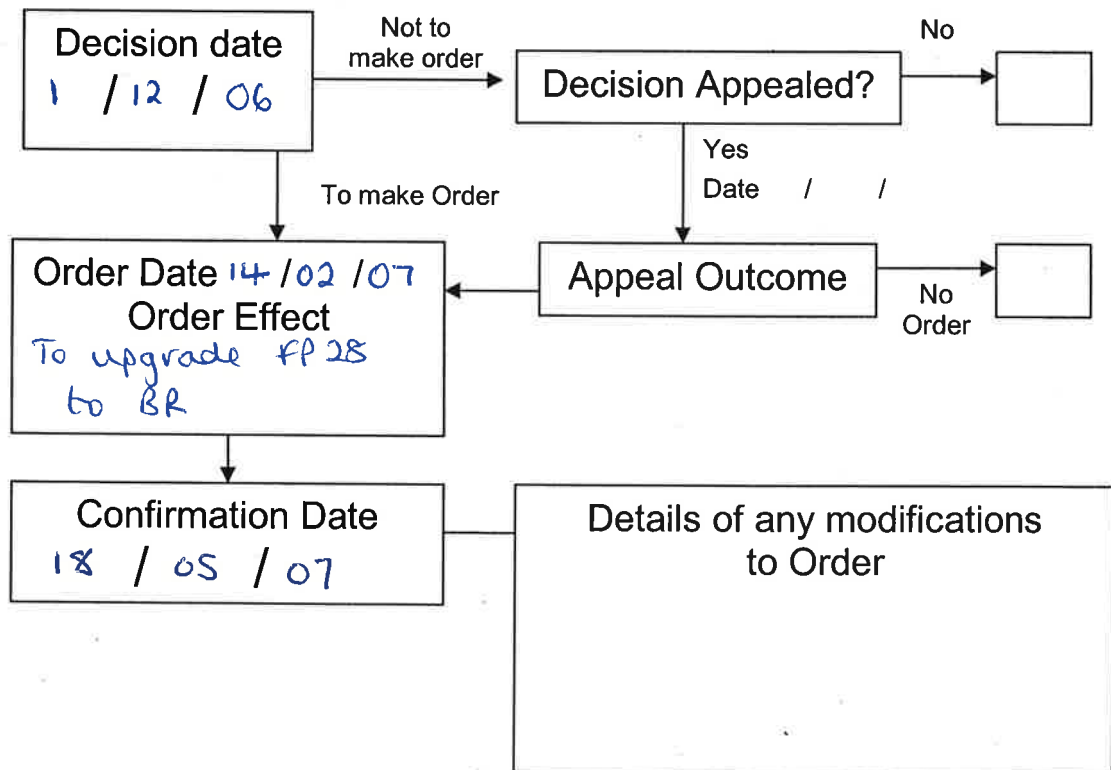 Decision date
1 / 12 / 06
Not to
make order
Decision Appealed?
No
Yes
Date / /
To make Order
Order Date 14 / 02 / 07
Order Effect
To upgrade FP 28
to BR
Appeal Outcome
No
Order
Confirmation Date
18 / 05 / 07
Details of any modifications
to Order